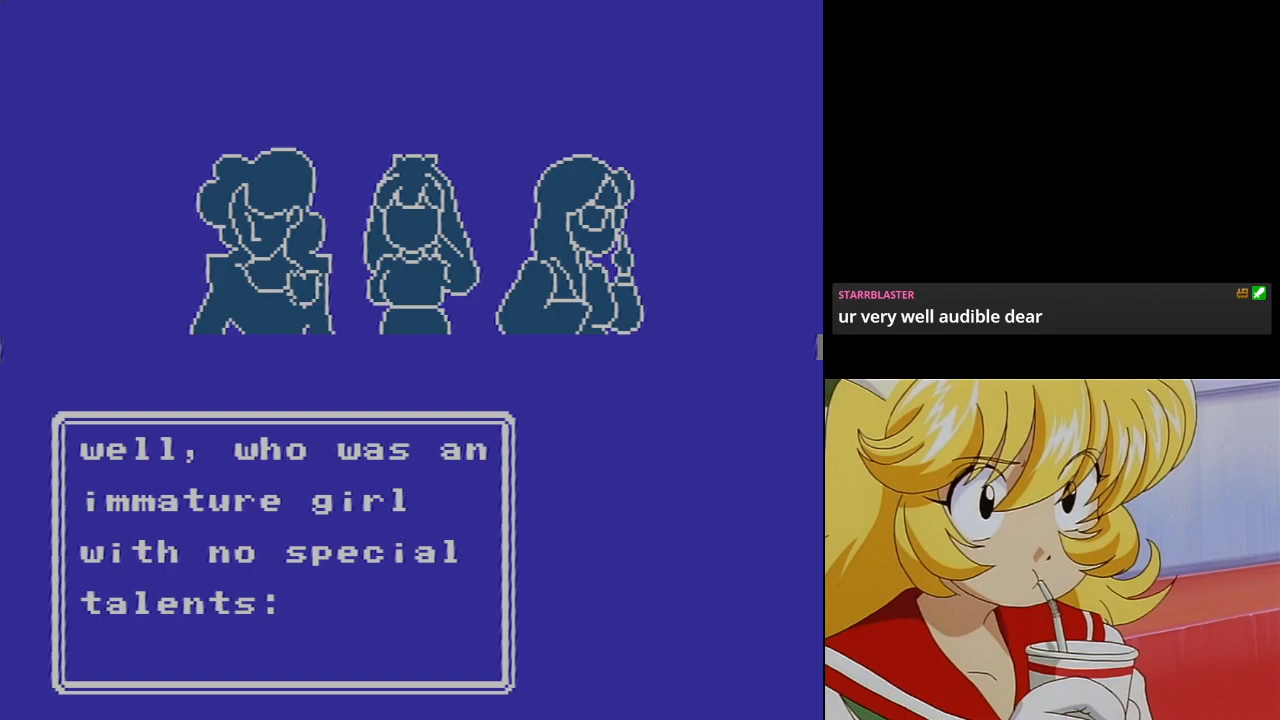 well, who was an
immature girl
with no special
talents:
STARRBLASTER
ur very well audible dear